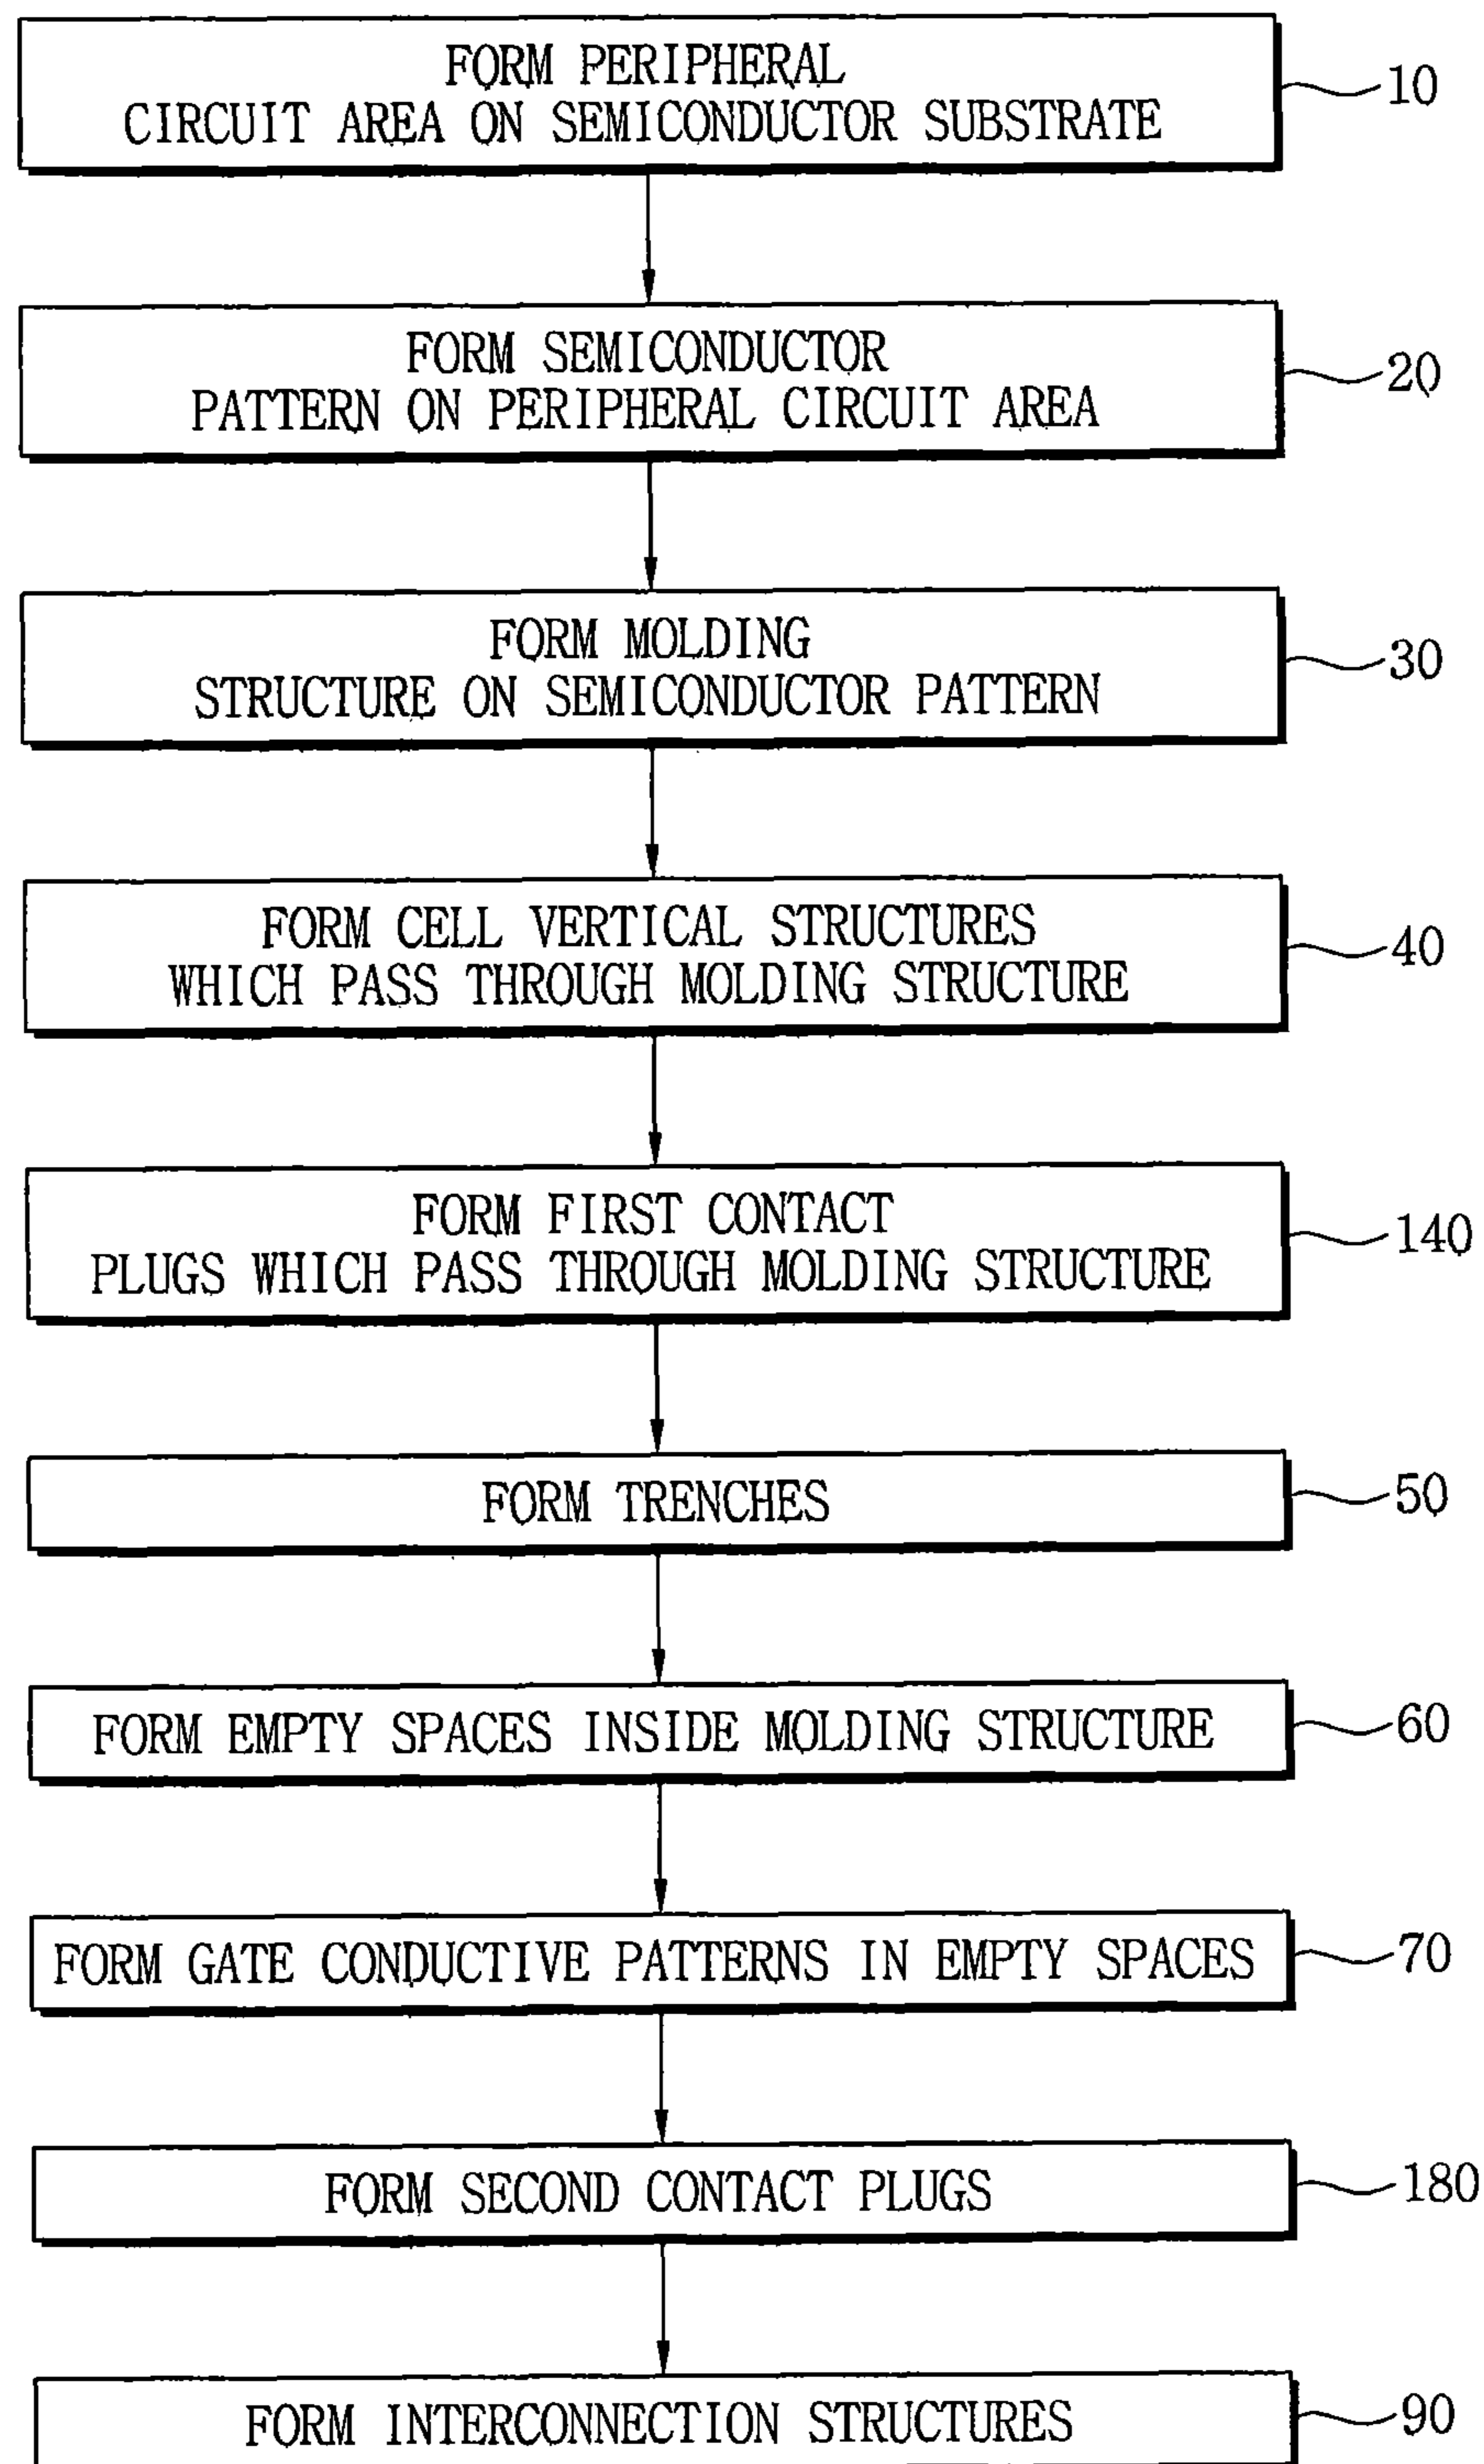 FORM PERIPHERAL
CIRCUIT AREA ON SEMICONDUCTOR SUBSTRATE
10
FORM SEMICONDUCTOR
PATTERN ON PERIPHERAL CIRCUIT AREA
20
FORM MOLDING
STRUCTURE ON SEMICONDUCTOR PATTERN
30
FORM CELL VERTICAL STRUCTURES
WHICH PASS THROUGH MOLDING STRUCTURE
40
FORM FIRST CONTACT
PLUGS WHICH PASS THROUGH MOLDING STRUCTURE
140
FORM TRENCHES
50
FORM EMPTY SPACES INSIDE MOLDING STRUCTURE
60
FORM GATE CONDUCTIVE PATTERNS IN EMPTY SPACES
70
FORM SECOND CONTACT PLUGS
180
FORM INTERCONNECTION STRUCTURES
90